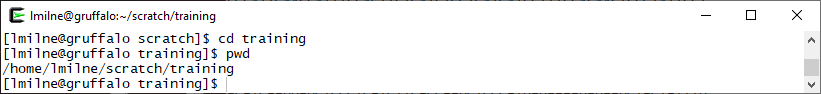 lmilne@gruffalo:~/scratch/training
[lmilne@gruffalo scratch]$ cd training
[lmilne@gruffalo training]$ pwd
/home/lmilne/scratch/training
[lmilne@gruffalo training]$